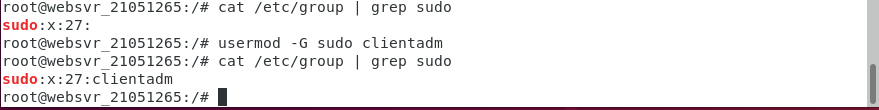 root@websvr_21051265:/# cat /etc/group | grep sudo
sudo:x:27:
root@websvr_21051265:/# usermod -G sudo clientadm
root@websvr_21051265:/# cat /etc/group | grep sudo
sudo:x:27:clientadm
root@websvr_21051265:/#